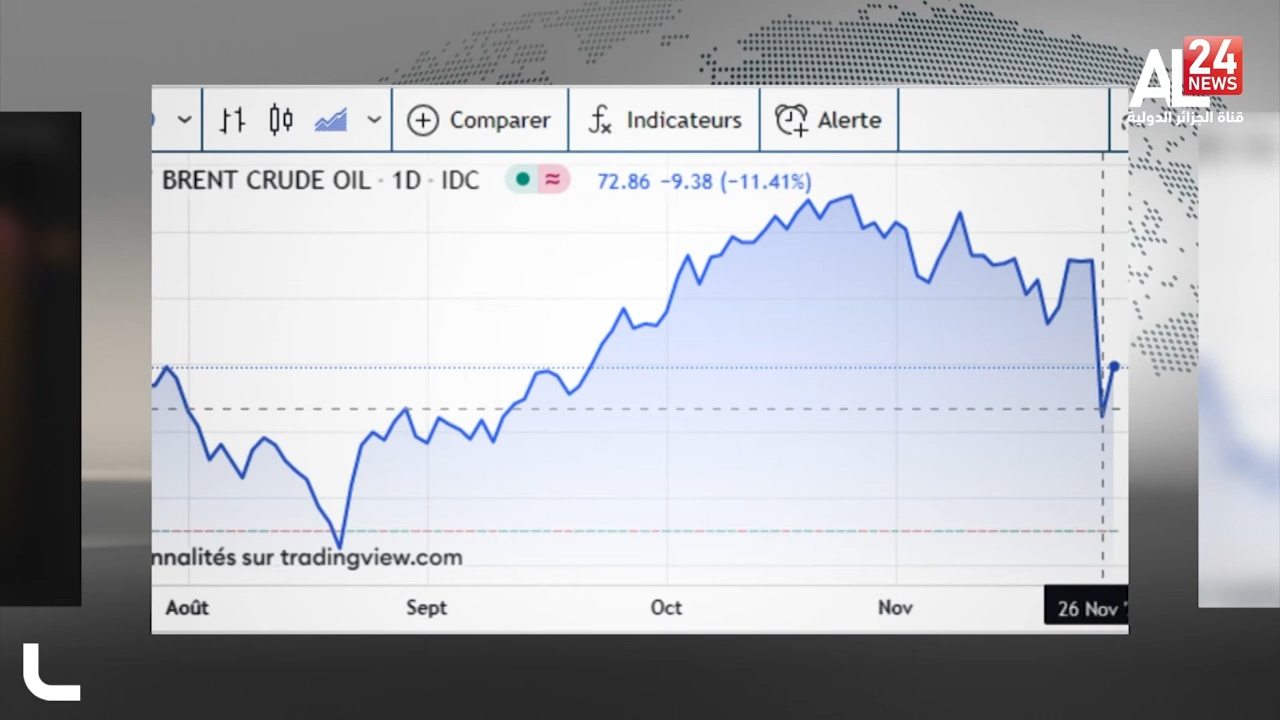 AL 24 NEWS
قناة الجزائر الدولية
Comparer Indicateurs Alerte
BRENT CRUDE OIL · 1D · IDC ≈ 72.86 −9.38 (−11.41%)
nnalités sur tradingview.com
Août Sept Oct Nov 26 Nov '